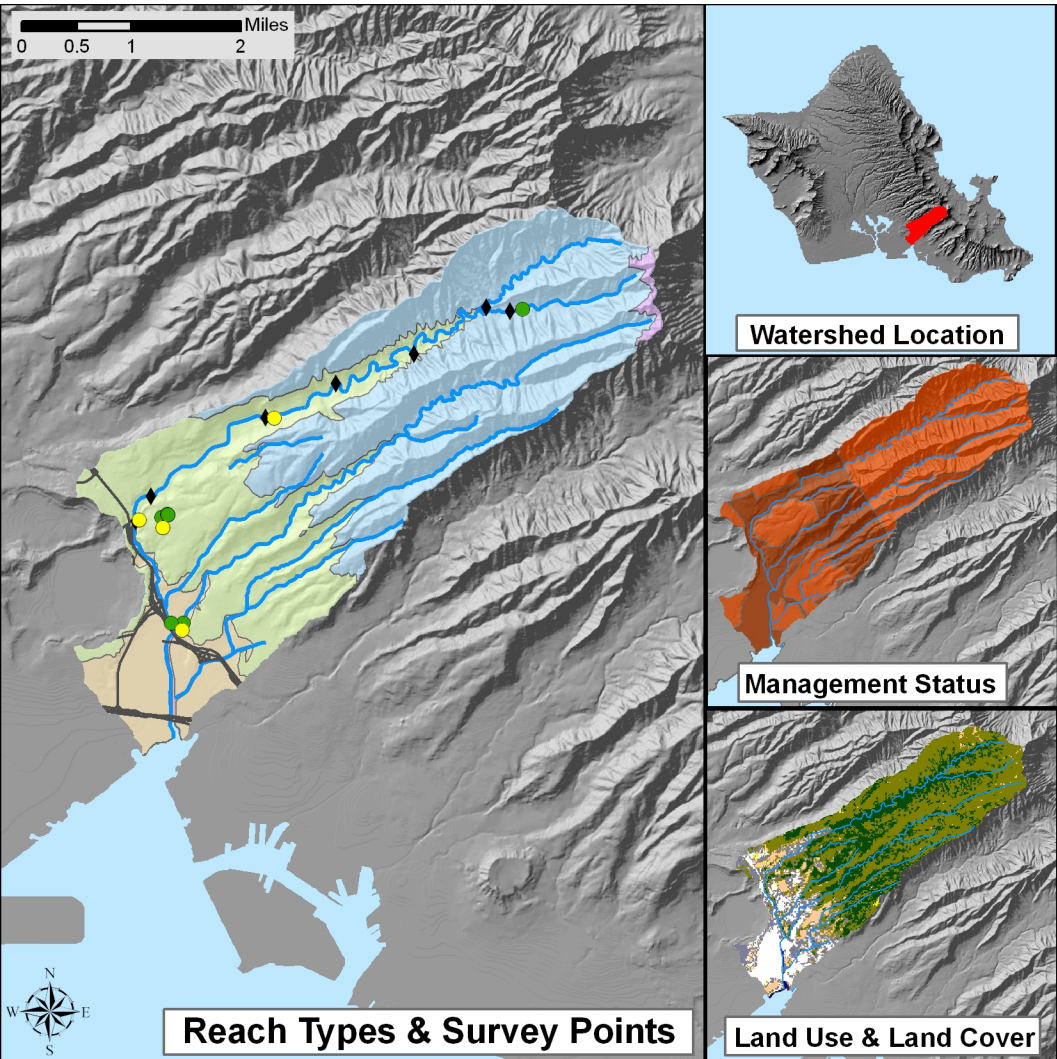 Miles
0 0.5 1 2
Watershed Location
Management Status
N
W E
S
Reach Types & Survey Points
Land Use & Land Cover